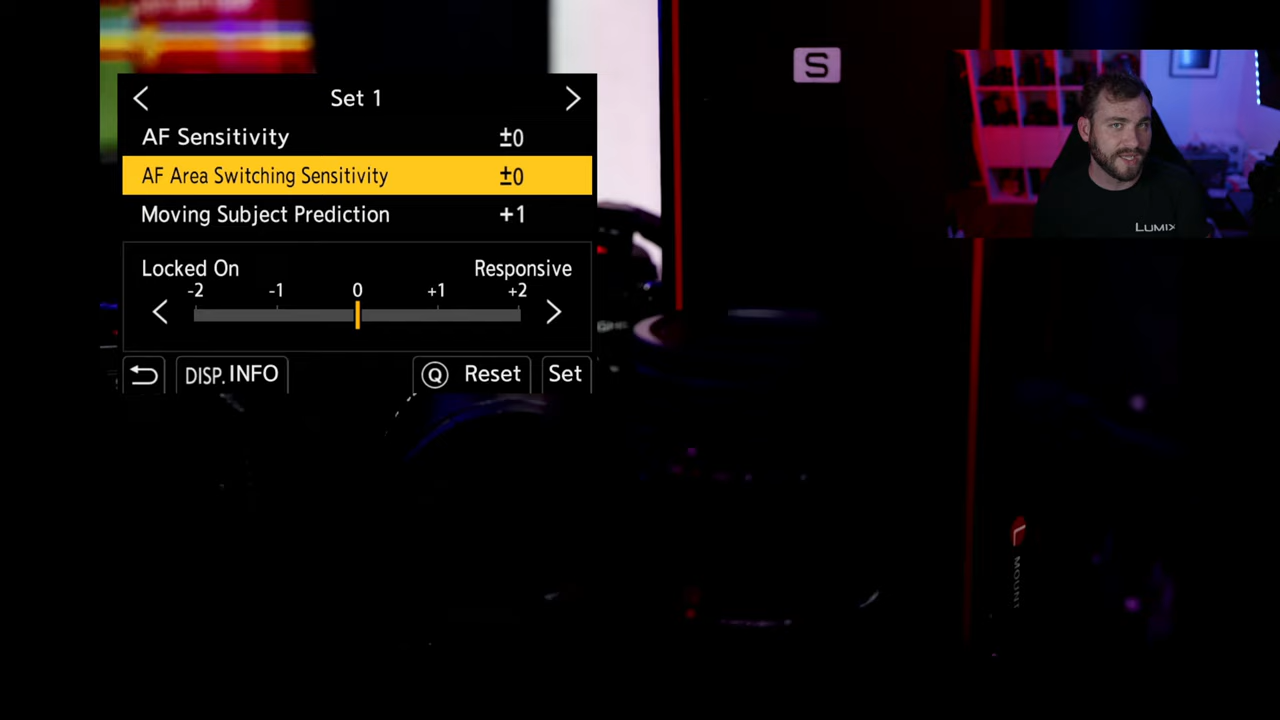 Set 1
AF Sensitivity ±0
AF Area Switching Sensitivity ±0
Moving Subject Prediction +1
Locked On Responsive
-2 -1 0 +1 +2
DISP. INFO Q Reset Set
S
LUMIX
L MOUNT